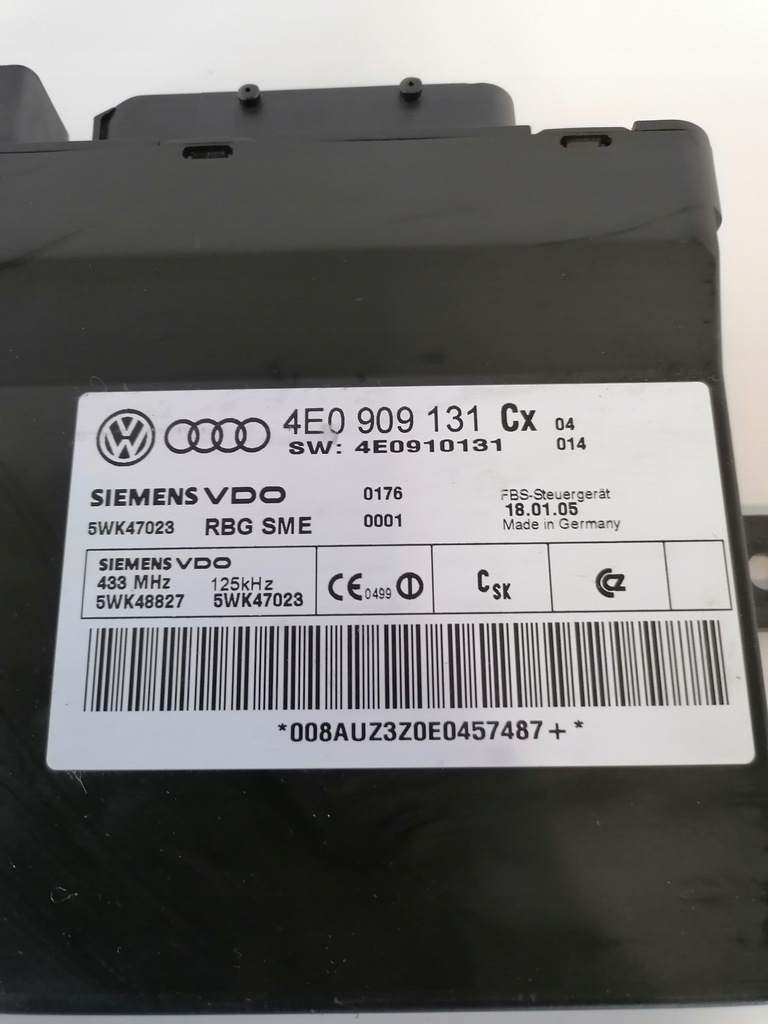 4E0 909 131 Cx 04
SW: 4E0910131 014
SIEMENS VDO 0176 FBS-Steuergerät
5WK47023 RBG SME 0001 18.01.05
Made in Germany
SIEMENS VDO
433 MHz 125kHz
5WK48827 5WK47023
CE 0499
CSK
*008AUZ3Z0E0457487+*